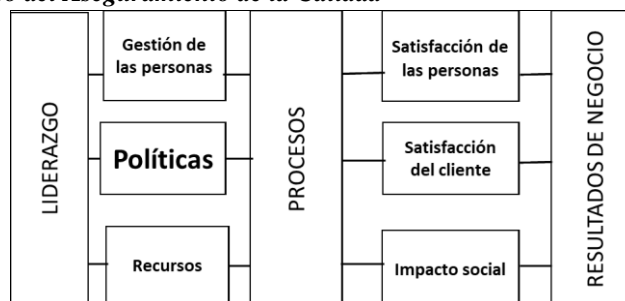 del Aseguramiento de la Calidad
LIDERAZGO
Gestión de
las personas
Políticas
Recursos
PROCESOS
Satisfacción de
las personas
Satisfacción
del cliente
Impacto social
RESULTADOS DE NEGOCIO